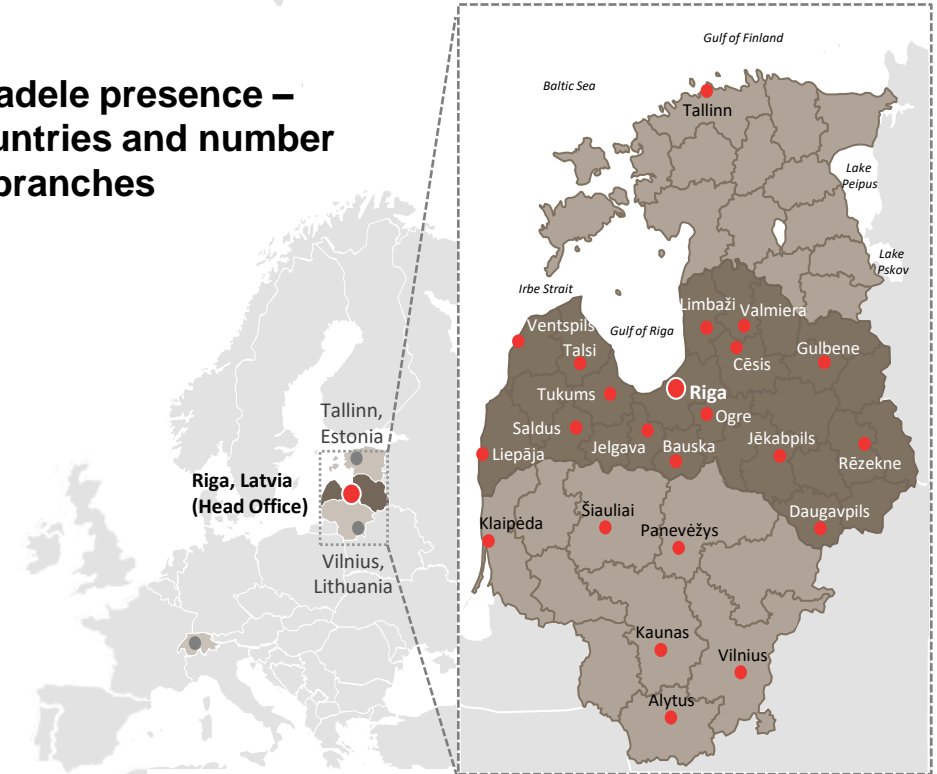 adele presence –
untries and number
branches
Tallinn,
Estonia
Riga, Latvia
(Head Office)
Vilnius,
Lithuania
Gulf of Finland
Baltic Sea
Tallinn
Lake
Peipus
Lake
Pskov
Irbe Strait
Gulf of Riga
Limbaži
Valmiera
Ventspils
Talsi
Cēsis
Gulbene
Tukums
Riga
Ogre
Saldus
Jelgava
Bauska
Jēkabpils
Liepāja
Rēzekne
Daugavpils
Klaipėda
Šiauliai
Panevėžys
Kaunas
Vilnius
Alytus